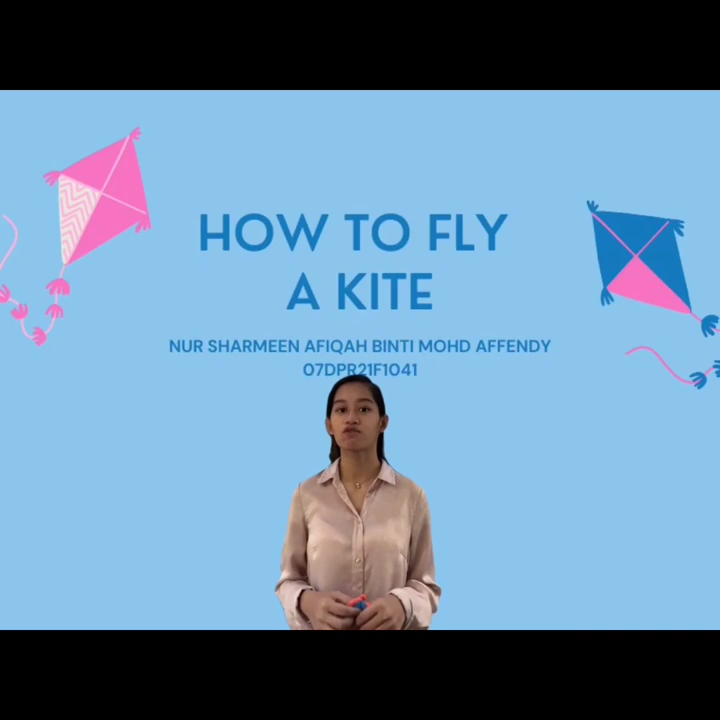 HOW TO FLY
A KITE
NUR SHARMEEN AFIQAH BINTI MOHD AFFENDY
07DPR21F1041